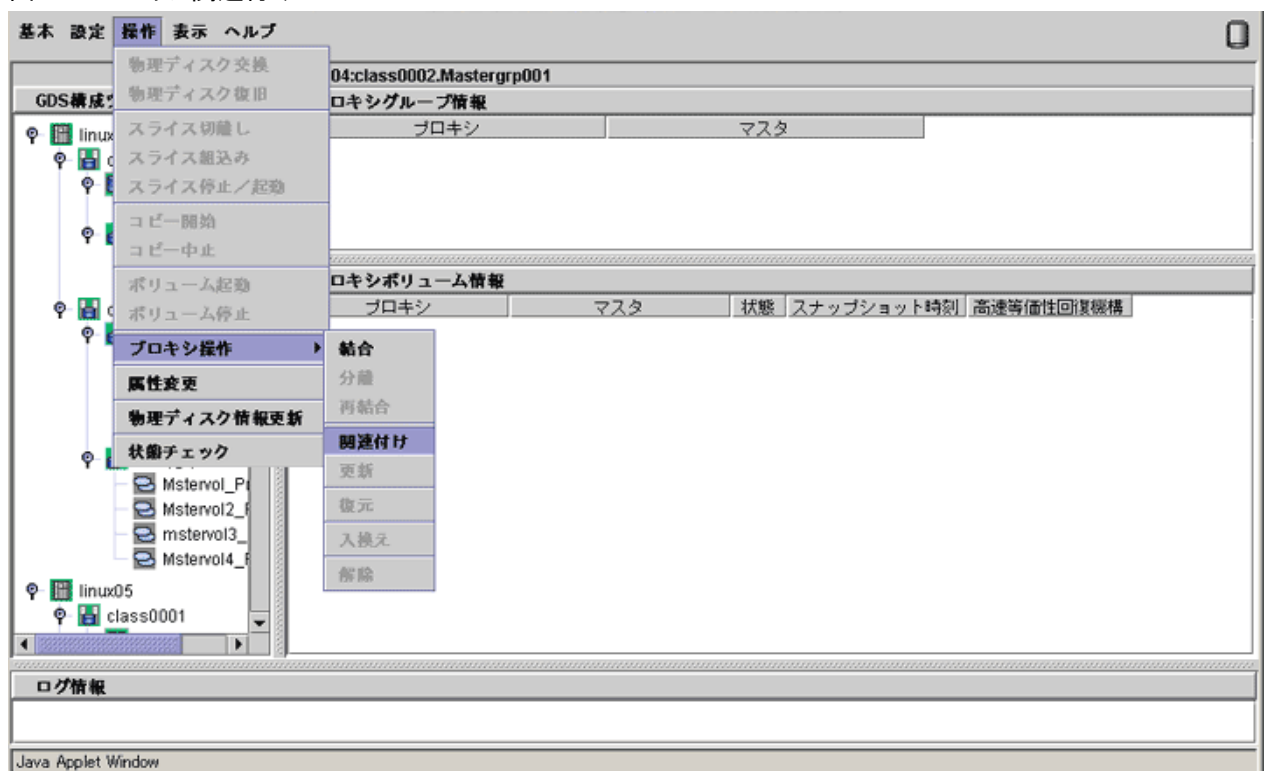 基本 設定 操作 表示 ヘルプ
物理ディスク交換
物理ディスク復旧
スライス切離し
スライス組込み
スライス停止／起動
コピー開始
コピー中止
ボリューム起動
ボリューム停止
プロキシ操作
属性変更
物理ディスク情報更新
状態チェック
結合
分離
再結合
関連付け
更新
復元
入換え
解除
04:class0002.Mastergrp001
GDS構成
ロキシグループ情報
プロキシ マスタ
ロキシボリューム情報
プロキシ マスタ 状態 スナップショット時刻 高速等価性回復機構
linux
Mstervol_P
Mstervol2_
mstervol3_
Mstervol4_
linux05
class0001
ログ情報
Java Applet Window